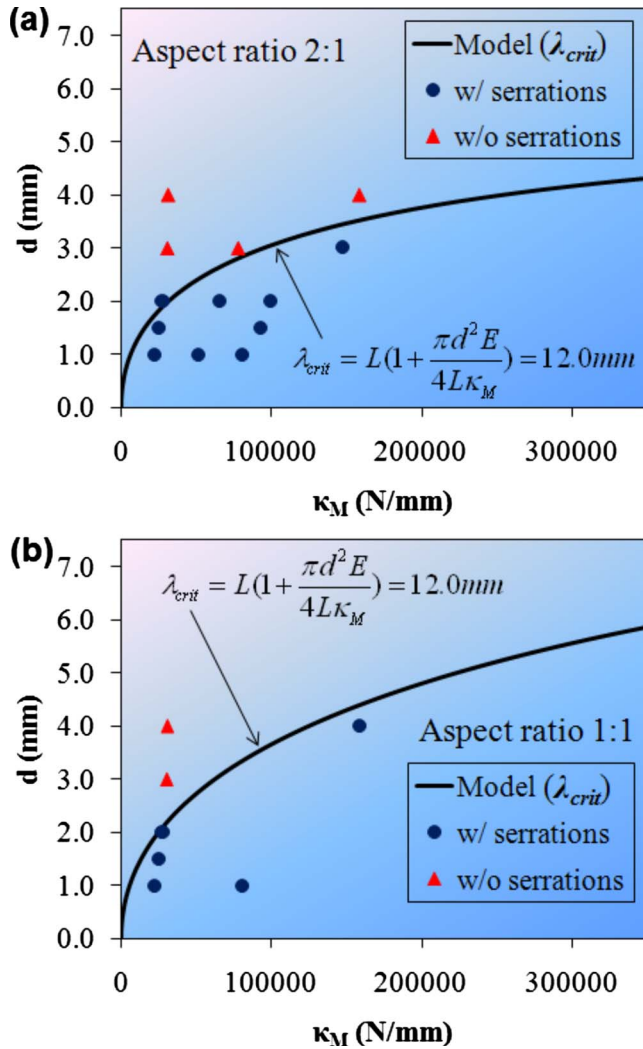 (a)
7.0
6.0
5.0
4.0
3.0
2.0
1.0
0.0
d (mm)
Aspect ratio 2:1
Model (λcrit)
w/ serrations
w/o serrations
λcrit = L(1 + πd²E / 4LκM) = 12.0mm
0 100000 200000 300000
κM (N/mm)
(b)
7.0
6.0
5.0
4.0
3.0
2.0
1.0
0.0
d (mm)
λcrit = L(1 + πd²E / 4LκM) = 12.0mm
Aspect ratio 1:1
Model (λcrit)
w/ serrations
w/o serrations
0 100000 200000 300000
κM (N/mm)